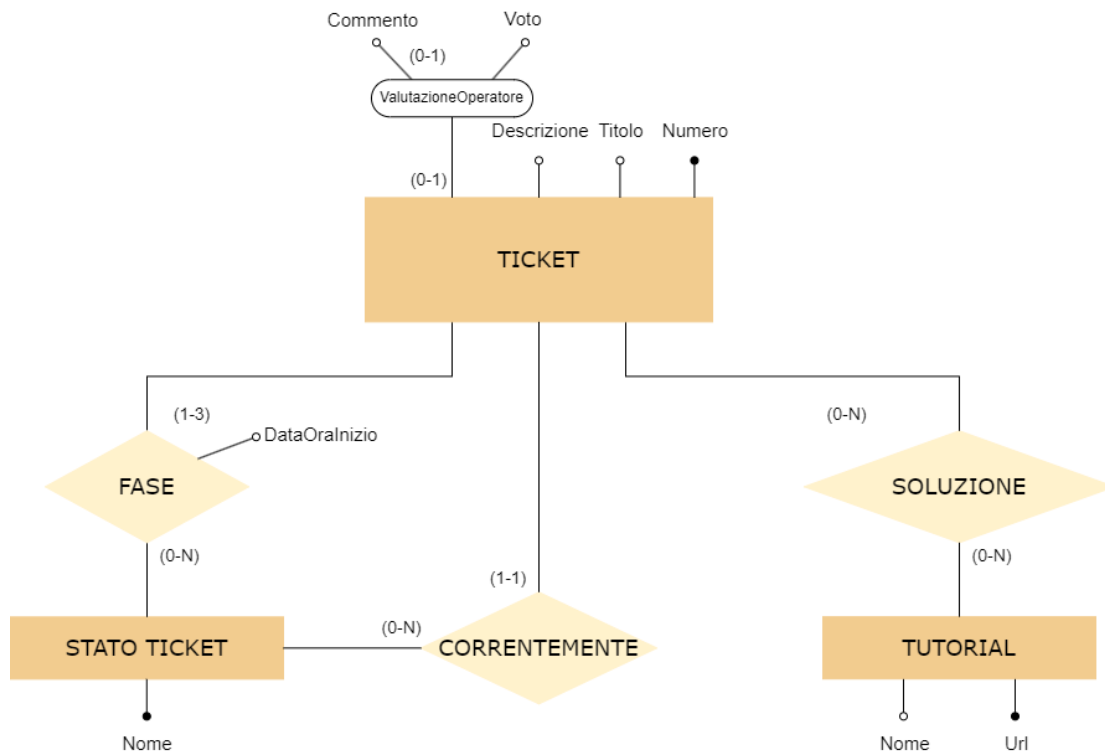 Commento
Voto
(0-1)
ValutazioneOperatore
Descrizione
Titolo
Numero
(0-1)
TICKET
(1-3)
(0-N)
DataOraInizio
FASE
SOLUZIONE
(0-N)
(0-N)
(1-1)
(0-N)
STATO TICKET
CORRENTEMENTE
TUTORIAL
Nome
Nome
Url